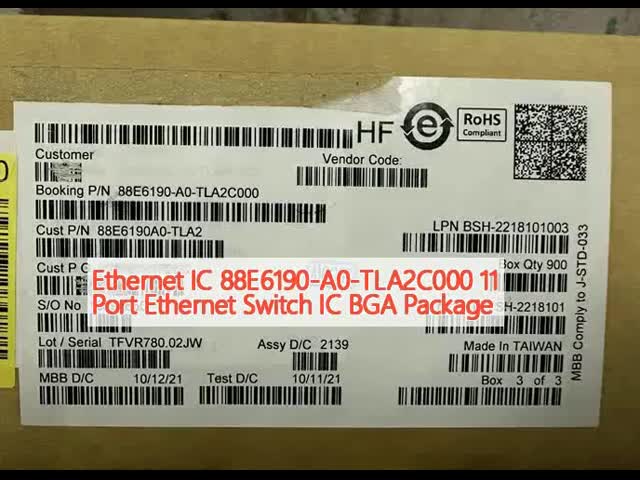 HF e RoHS
Compliant
Customer
Vendor Code:
Booking P/N 88E6190-A0-TLA2C000
Cust P/N 88E6190A0-TLA2
LPN BSH-2218101003
Cust P
Box Qty 900
Ethernet IC 88E6190-A0-TLA2C000 11
Port Ethernet Switch IC BGA Package
S/O No
SH-2218101
Lot / Serial TFVR780.02JW
Assy D/C 2139
Made In TAIWAN
MBB D/C 10/12/21
Test D/C 10/11/21
Box 3 of 3
MBB Comply to J-STD-033
0